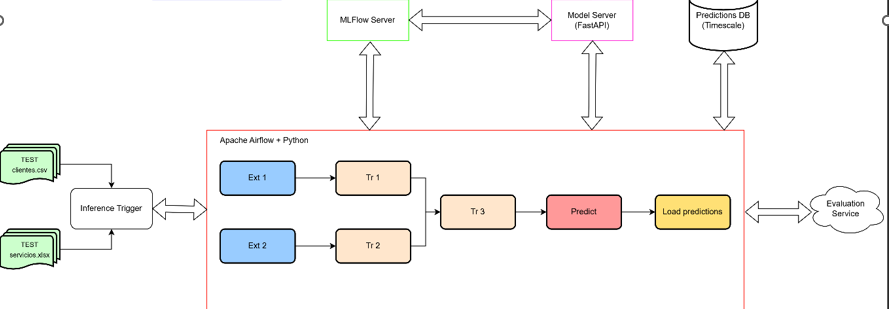 MLFlow Server
Model Server
(FastAPI)
Predictions DB
(Timescale)
Apache Airflow + Python
TEST
clientes.csv
Ext 1
Tr 1
Inference Trigger
Tr 3
Predict
Load predictions
Evaluation
Service
TEST
servicios.xlsx
Ext 2
Tr 2